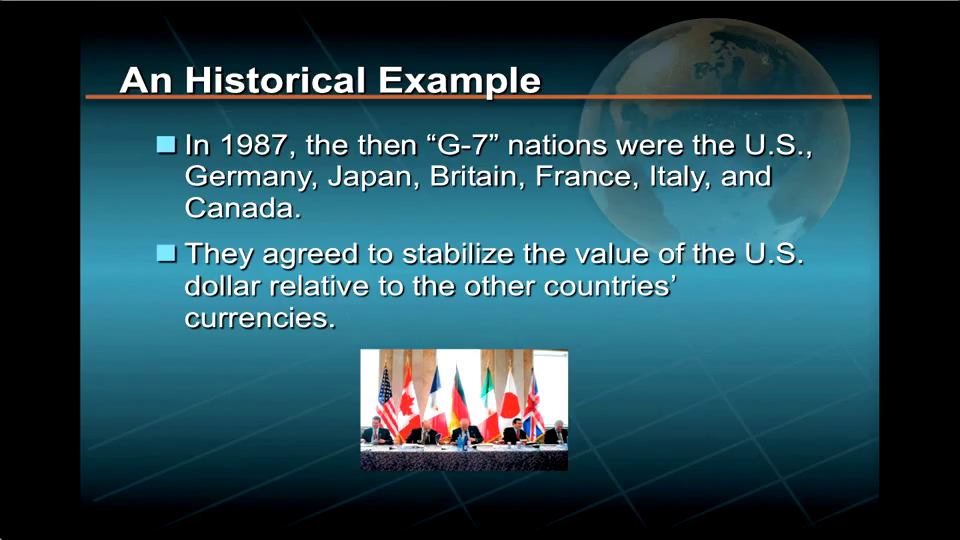 An Historical Example
In 1987, the then “G-7” nations were the U.S.,
Germany, Japan, Britain, France, Italy, and
Canada.
They agreed to stabilize the value of the U.S.
dollar relative to the other countries’
currencies.